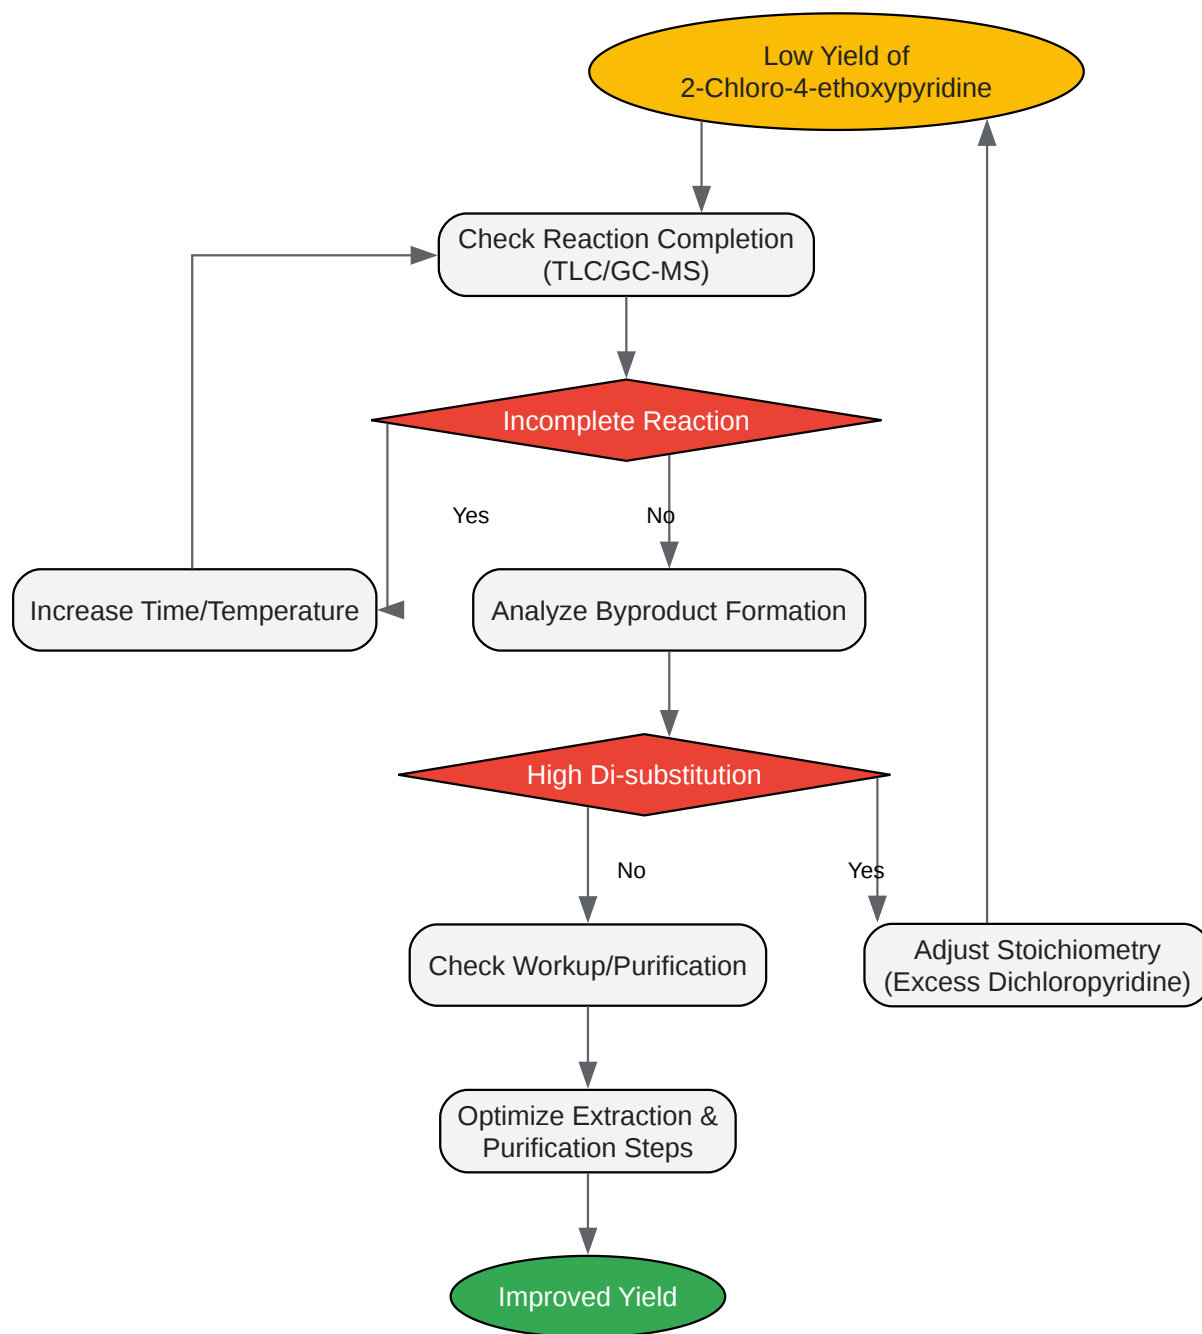 Low Yield of
2-Chloro-4-ethoxypyridine
Check Reaction Completion
(TLC/GC-MS)
Incomplete Reaction
Yes
No
Increase Time/Temperature
Analyze Byproduct Formation
High Di-substitution
No
Yes
Check Workup/Purification
Adjust Stoichiometry
(Excess Dichloropyridine)
Optimize Extraction &
Purification Steps
Improved Yield